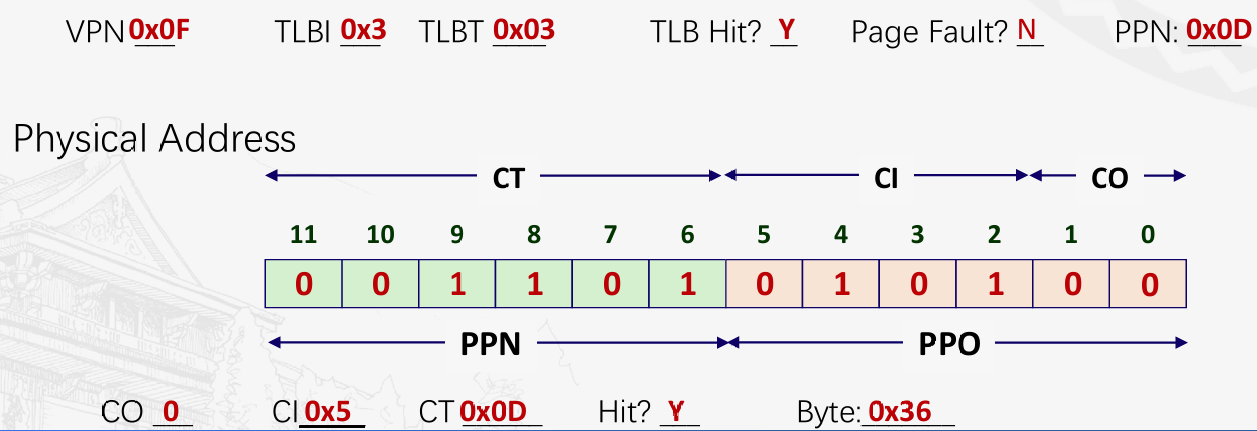 VPN 0x0F TLBI 0x3 TLBT 0x03 TLB Hit? Y Page Fault? N PPN: 0x0D
Physical Address
CT CI CO
11 10 9 8 7 6 5 4 3 2 1 0
0 0 1 1 0 1 0 1 0 1 0 0
PPN PPO
CO 0 CI 0x5 CT 0x0D Hit? Y Byte: 0x36